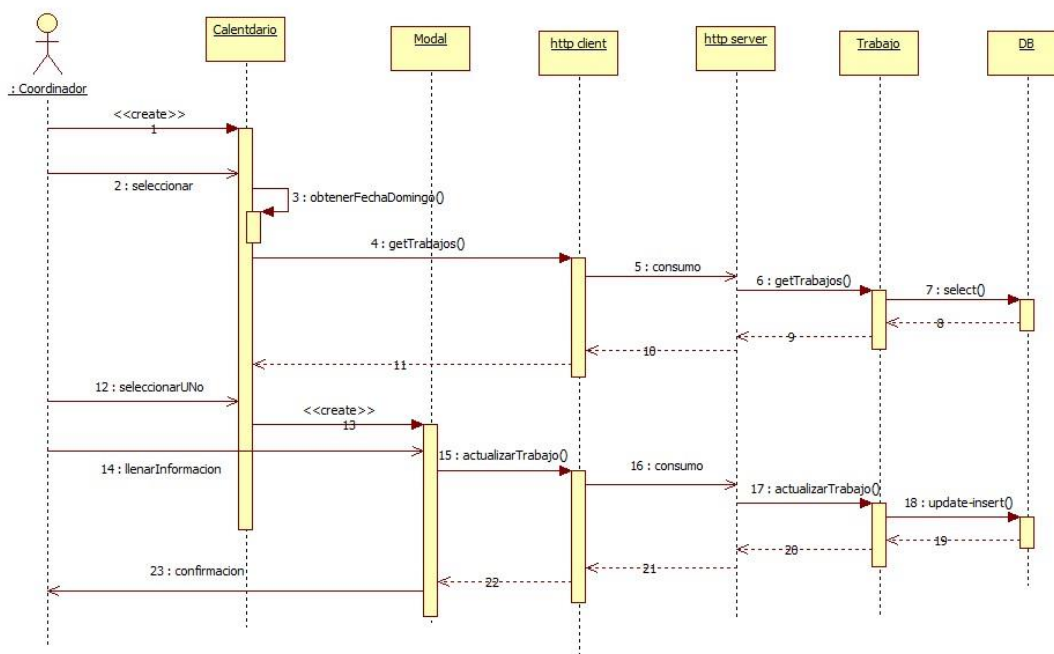 Calentdario
Modal
http client
http server
Trabajo
DB
: Coordinador
<<create>>
1
2 : seleccionar
3 : obtenerFechaDomingo()
4 : getTrabajos()
5 : consumo
6 : getTrabajos()
7 : select()
8
9
10
11
12 : seleccionarUNo
<<create>>
13
14 : llenarInformacion
15 : actualizarTrabajo()
16 : consumo
17 : actualizarTrabajo()
18 : update-insert()
19
20
21
22
23 : confirmacion